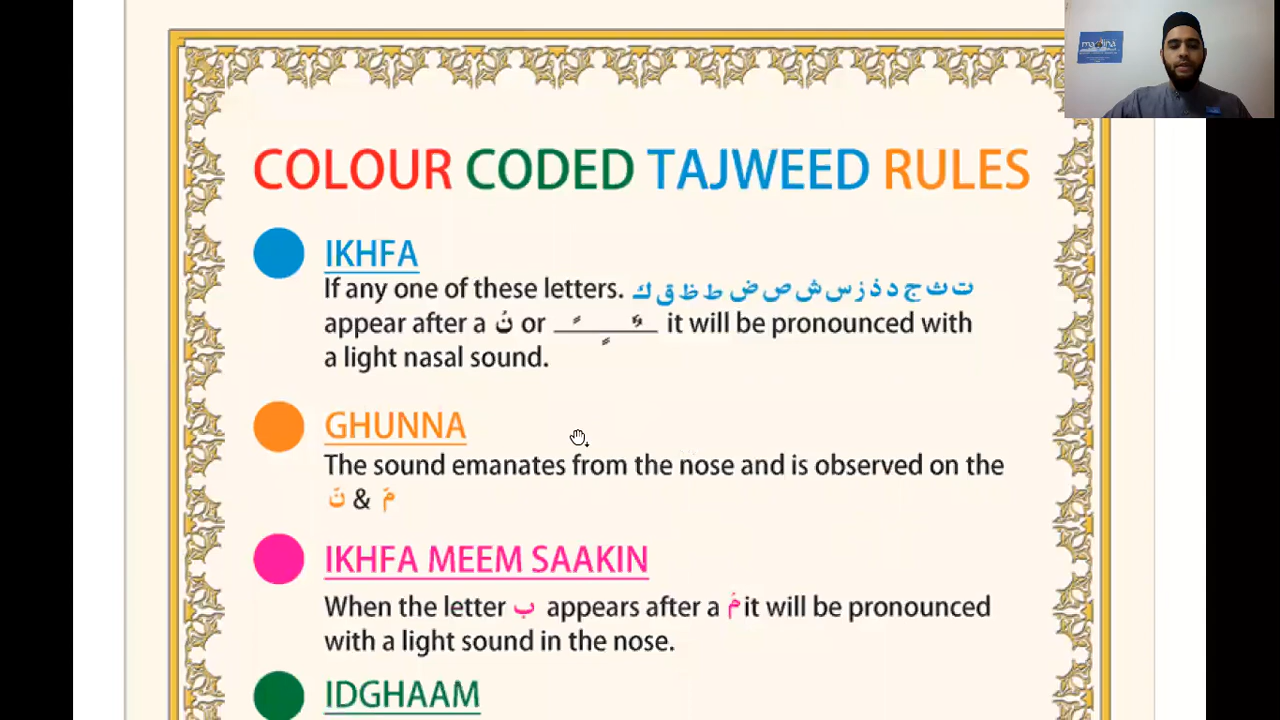 COLOUR CODED TAJWEED RULES
IKHFA
If any one of these letters. ت ث ج د ذ ز س ش ص ض ط ظ ق ك
appear after a نْ or ـًـٍـٌ it will be pronounced with
a light nasal sound.
GHUNNA
The sound emanates from the nose and is observed on the
نّ & مّ
IKHFA MEEM SAAKIN
When the letter ب appears after a مْ it will be pronounced
with a light sound in the nose.
IDGHAAM
madina